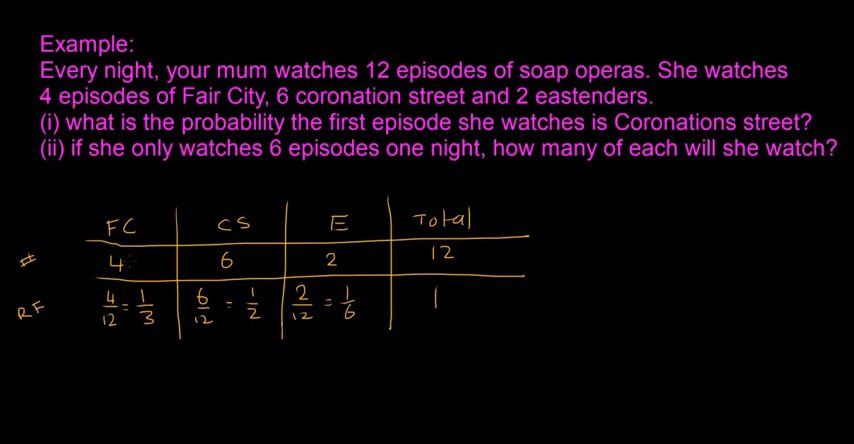 Example:
Every night, your mum watches 12 episodes of soap operas. She watches
4 episodes of Fair City, 6 coronation street and 2 eastenders.
(i) what is the probability the first episode she watches is Coronations street?
(ii) if she only watches 6 episodes one night, how many of each will she watch?
FC CS E Total
# 4 6 2 12
RF 4/12 = 1/3 6/12 = 1/2 2/12 = 1/6 1